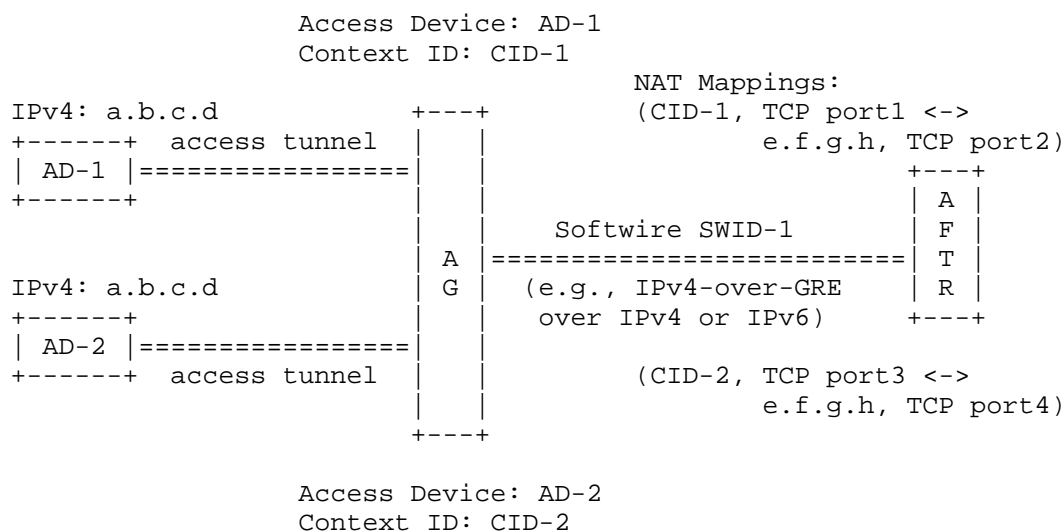 Access Device: AD-1
                  Context ID: CID-1
                                       NAT Mappings:
IPv4: a.b.c.d            +---+         (CID-1, TCP port1 <->
+------+  access tunnel  |   |                 e.f.g.h, TCP port2)
| AD-1 |=================|   |                          +---+
+------+                 |   |                          | A |
                         |   |    Softwire SWID-1       | F |
                         | A |==========================| T |
IPv4: a.b.c.d            | G |  (e.g., IPv4-over-GRE    | R |
+------+                 |   |   over IPv4 or IPv6)     +---+
| AD-2 |=================|   |
+------+  access tunnel  |   |         (CID-2, TCP port3 <->
                         |   |                 e.f.g.h, TCP port4)
                         +---+

                  Access Device: AD-2
                  Context ID: CID-2